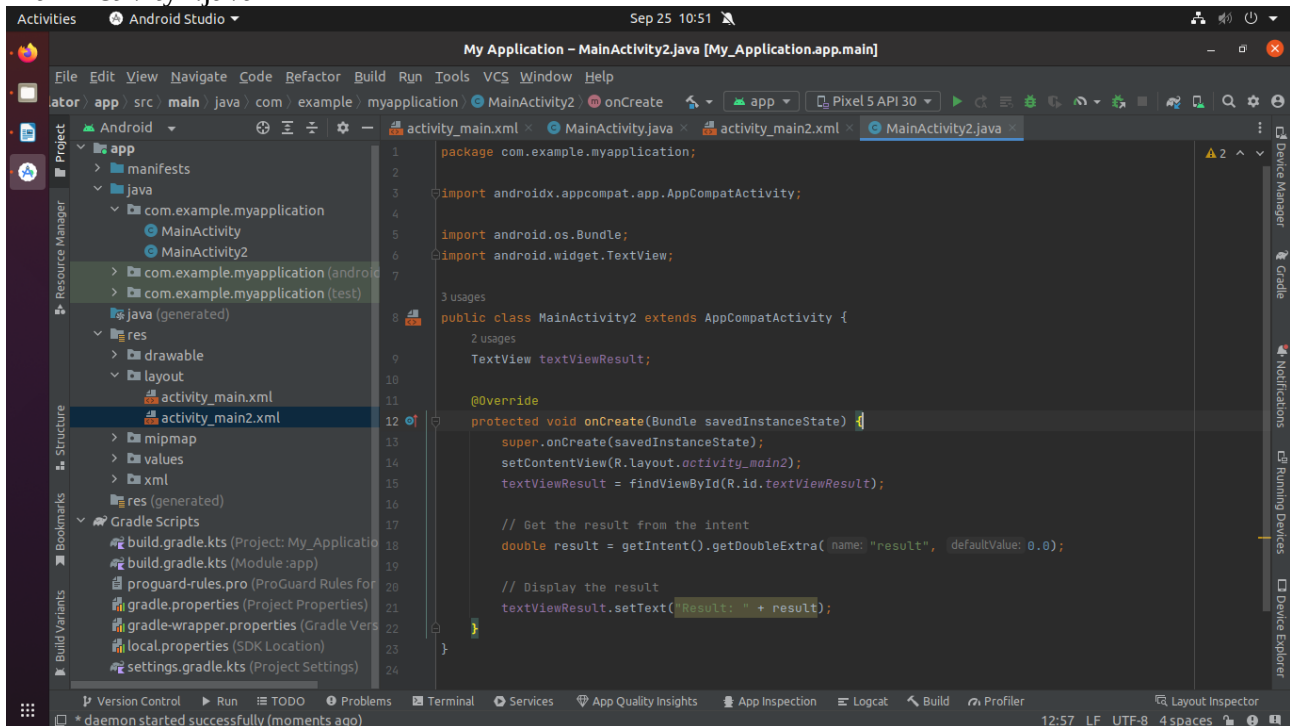 Activities Android Studio Sep 25 10:51
My Application – MainActivity2.java [My_Application.app.main]
File Edit View Navigate Code Refactor Build Run Tools VCS Window Help
ator app src main java com example myapplication MainActivity2 onCreate app Pixel 5 API 30
Android activity_main.xml MainActivity.java activity_main2.xml MainActivity2.java
Project
Resource Manager
Structure
Bookmarks
Build Variants
app
manifests
java
com.example.myapplication
MainActivity
MainActivity2
com.example.myapplication (androi
com.example.myapplication (test)
java (generated)
res
drawable
layout
activity_main.xml
activity_main2.xml
mipmap
values
xml
res (generated)
Gradle Scripts
build.gradle.kts (Project: My_Applicatio
build.gradle.kts (Module :app)
proguard-rules.pro (ProGuard Rules for
gradle.properties (Project Properties)
gradle-wrapper.properties (Gradle Vers
local.properties (SDK Location)
settings.gradle.kts (Project Settings)
1 package com.example.myapplication;
2
3 import androidx.appcompat.app.AppCompatActivity;
4
5 import android.os.Bundle;
6 import android.widget.TextView;
7
3 usages
8 public class MainActivity2 extends AppCompatActivity {
2 usages
9 TextView textViewResult;
10
11 @Override
12 protected void onCreate(Bundle savedInstanceState) {
13 super.onCreate(savedInstanceState);
14 setContentView(R.layout.activity_main2);
15 textViewResult = findViewById(R.id.textViewResult);
16
17 // Get the result from the intent
18 double result = getIntent().getDoubleExtra( name: "result", defaultValue: 0.0);
19
20 // Display the result
21 textViewResult.setText("Result: " + result);
22 }
23 }
24
2
Device Manager
Gradle
Notifications
Running Devices
Device Explorer
Version Control Run TODO Problems Terminal Services App Quality Insights App Inspection Logcat Build Profiler Layout Inspector
* daemon started successfully (moments ago) 12:57 LF UTF-8 4 spaces